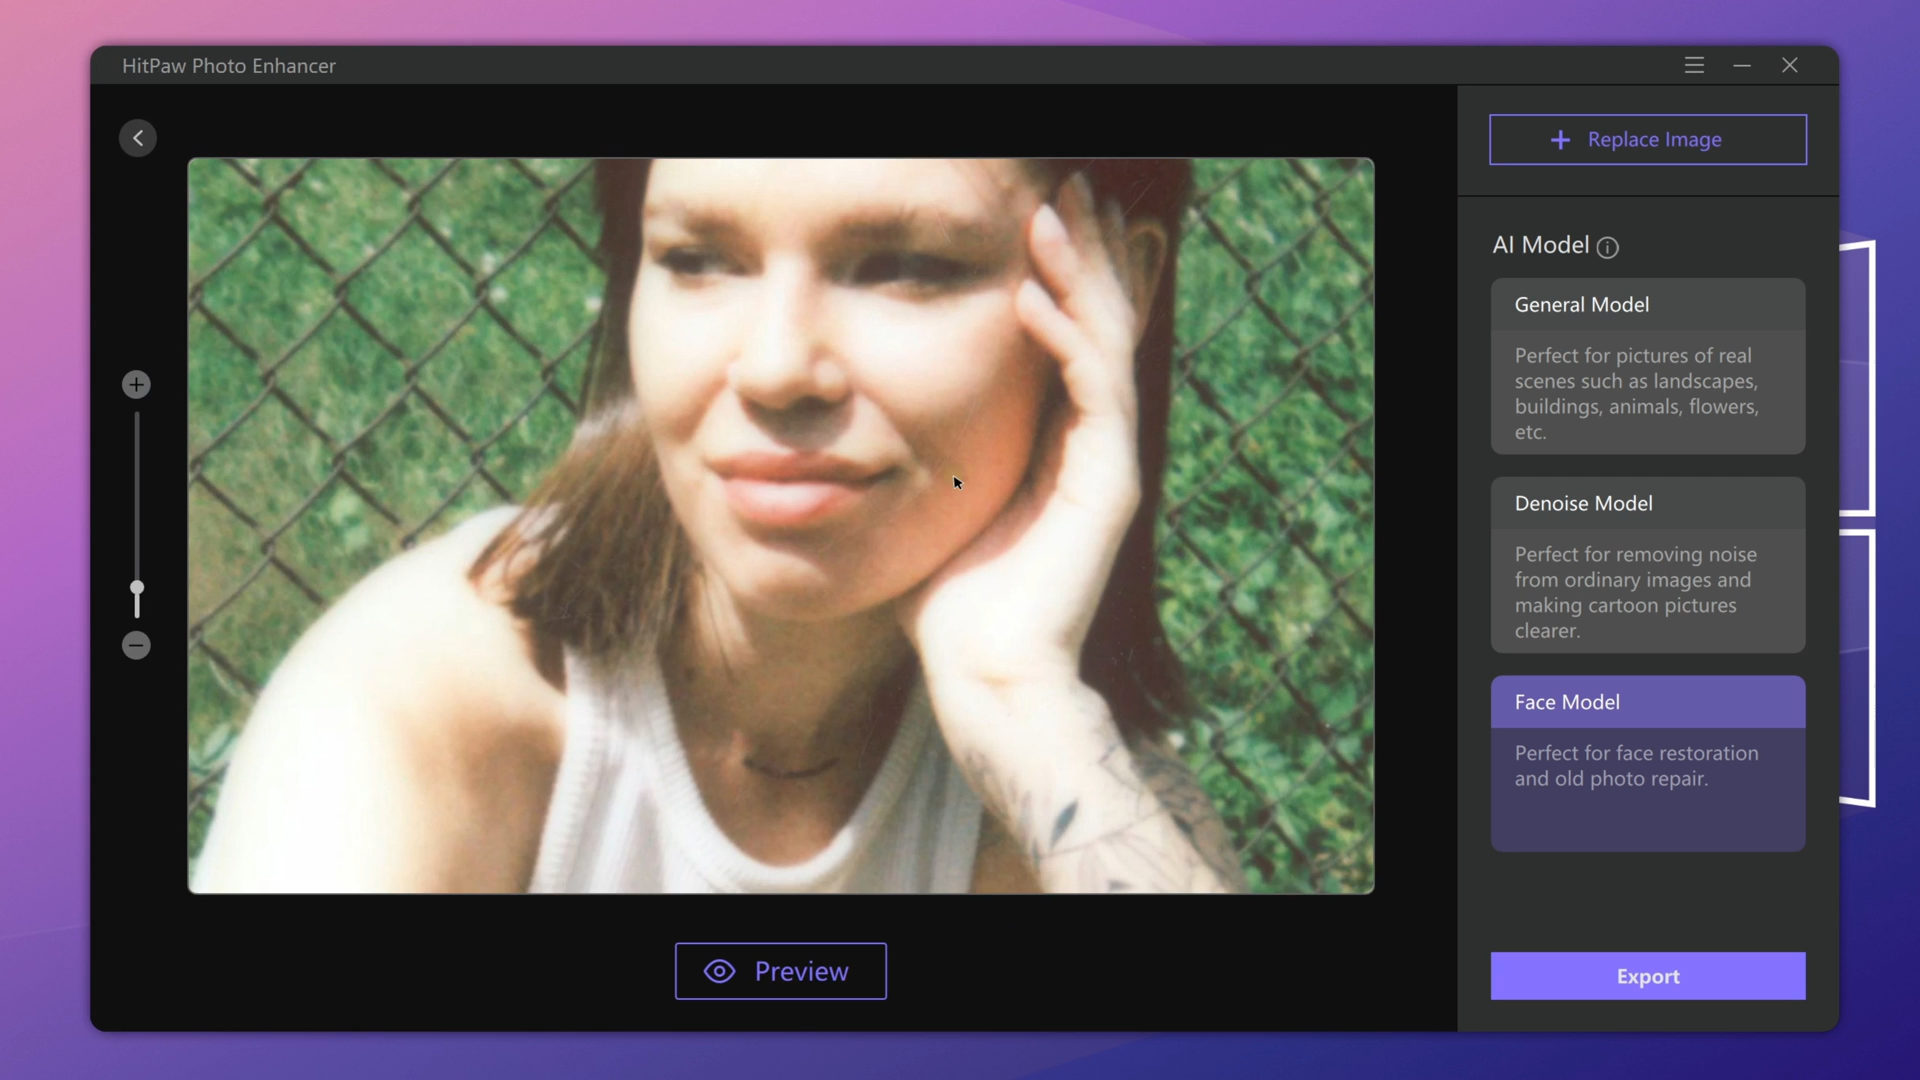 HitPaw Photo Enhancer
Replace Image
AI Model
General Model
Perfect for pictures of real
scenes such as landscapes,
buildings, animals, flowers,
etc.
Denoise Model
Perfect for removing noise
from ordinary images and
making cartoon pictures
clearer.
Face Model
Perfect for face restoration
and old photo repair.
Preview
Export